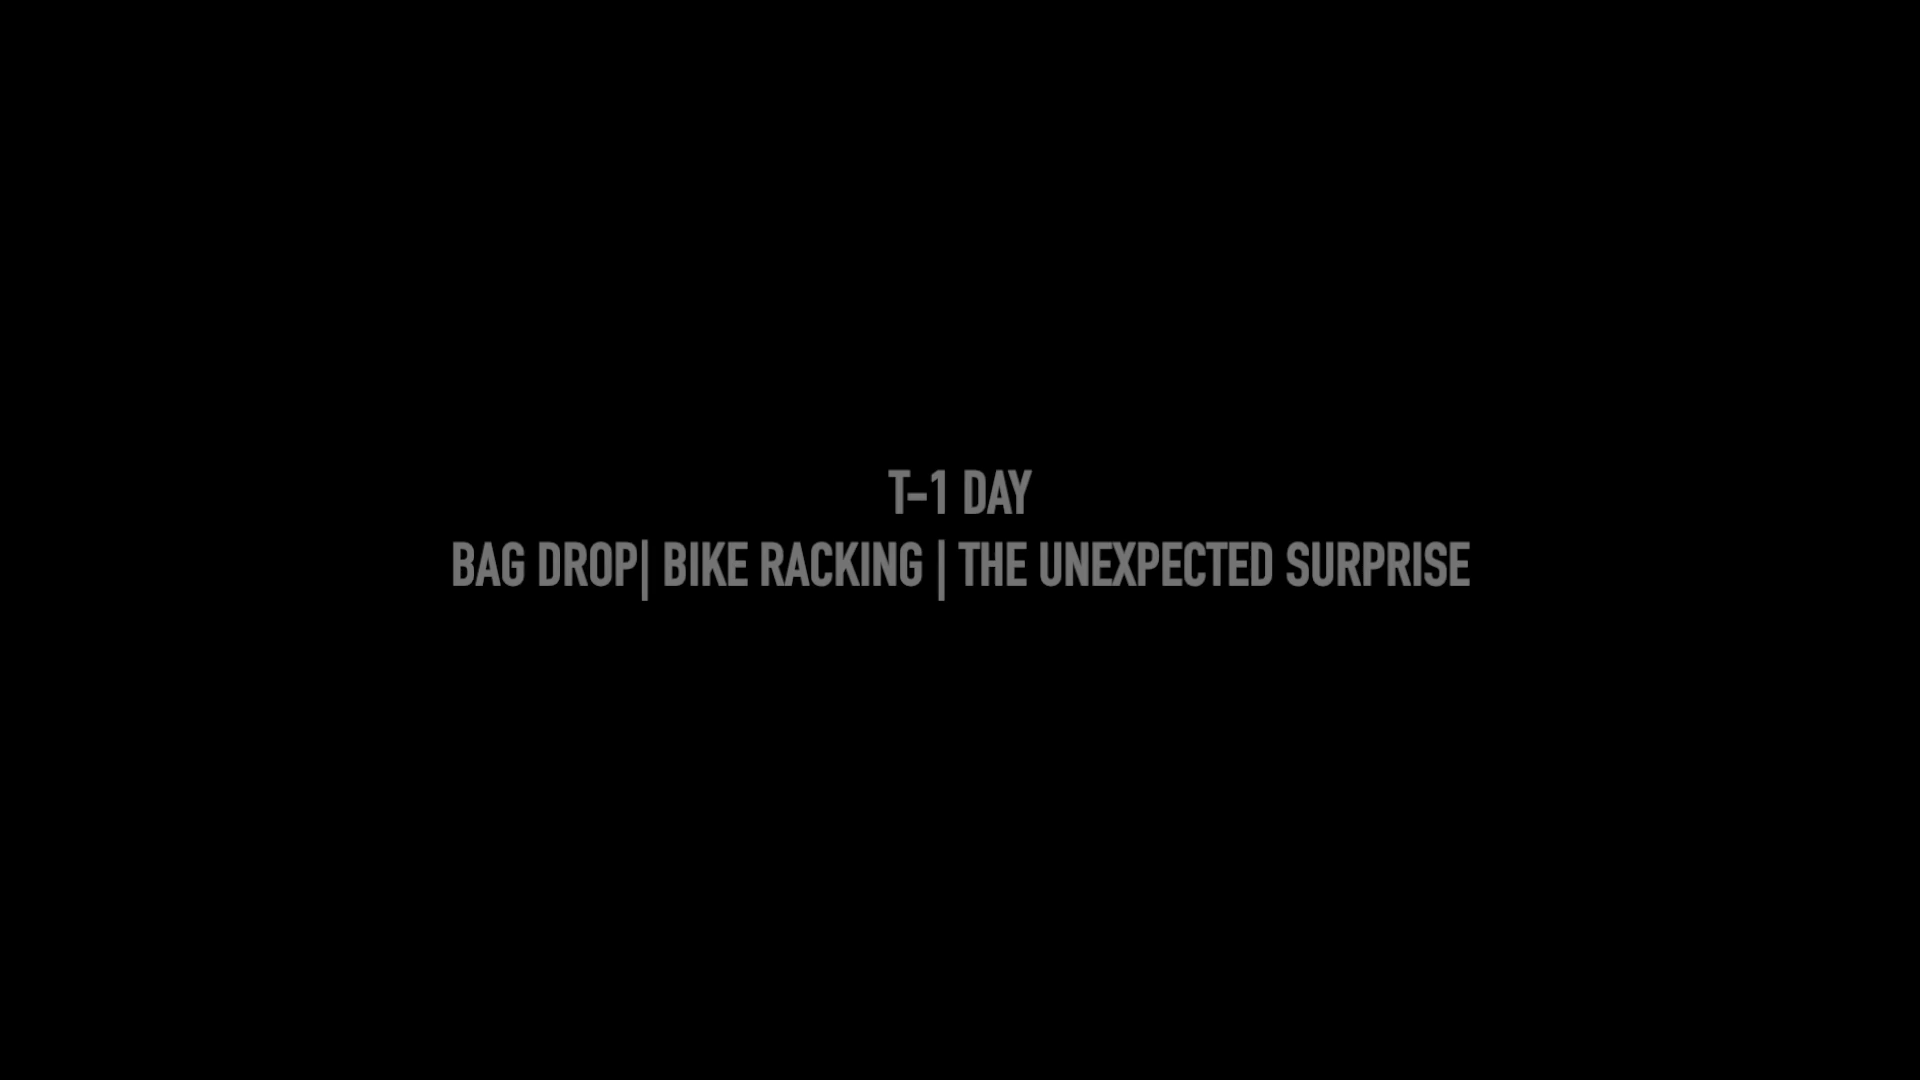 T-1 DAY
BAG DROP| BIKE RACKING | THE UNEXPECTED SURPRISE